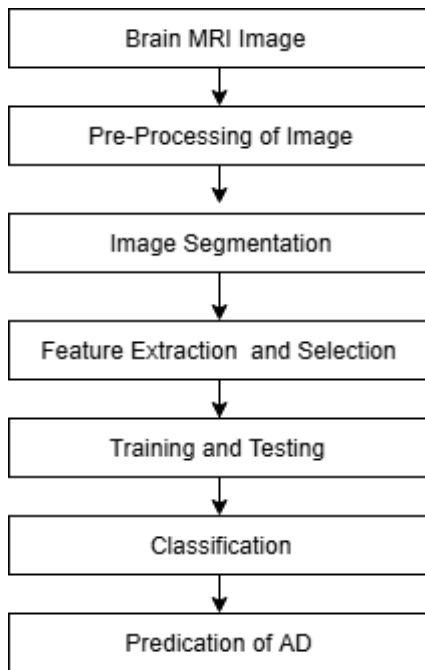 Brain MRI Image
Pre-Processing of Image
Image Segmentation
Feature Extraction and Selection
Training and Testing
Classification
Predication of AD